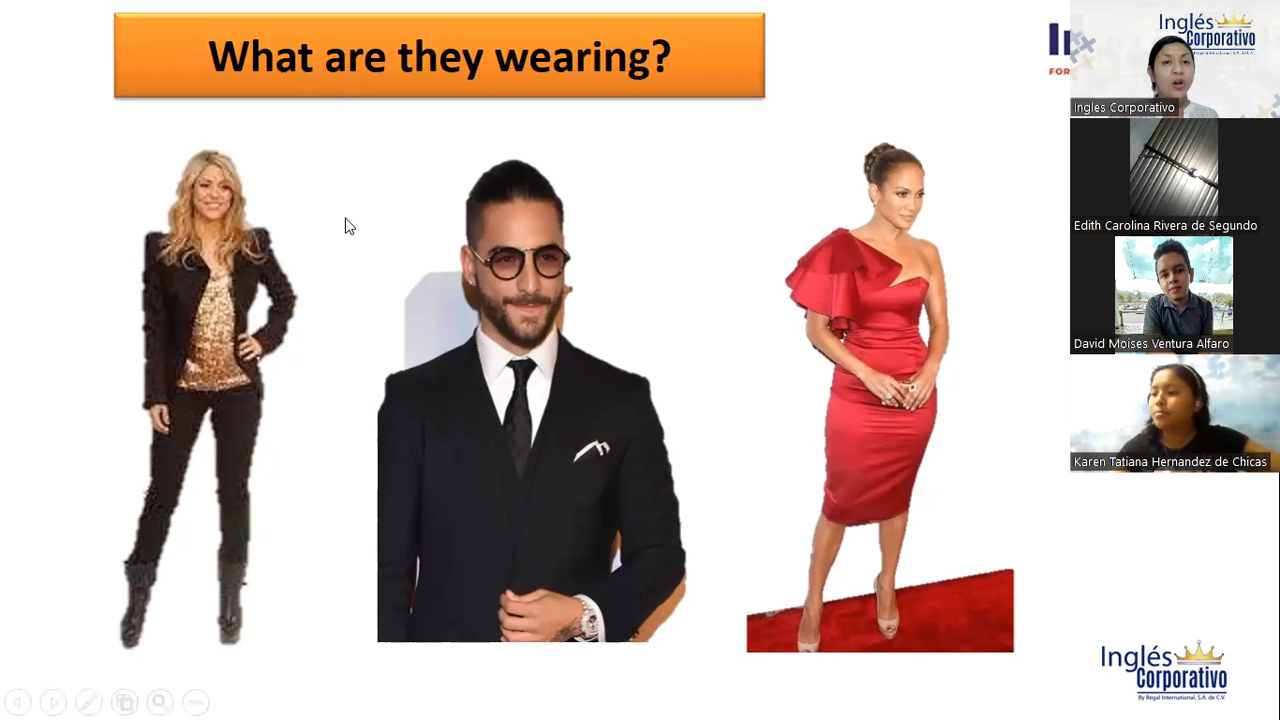 What are they wearing?
FOR
Inglés
Corporativo
Ingles Corporativo
Edith Carolina Rivera de Segundo
David Moises Ventura Alfaro
Karen Tatiana Hernandez de Chicas
Inglés
Corporativo
By Regal International, S.A. de C.V.